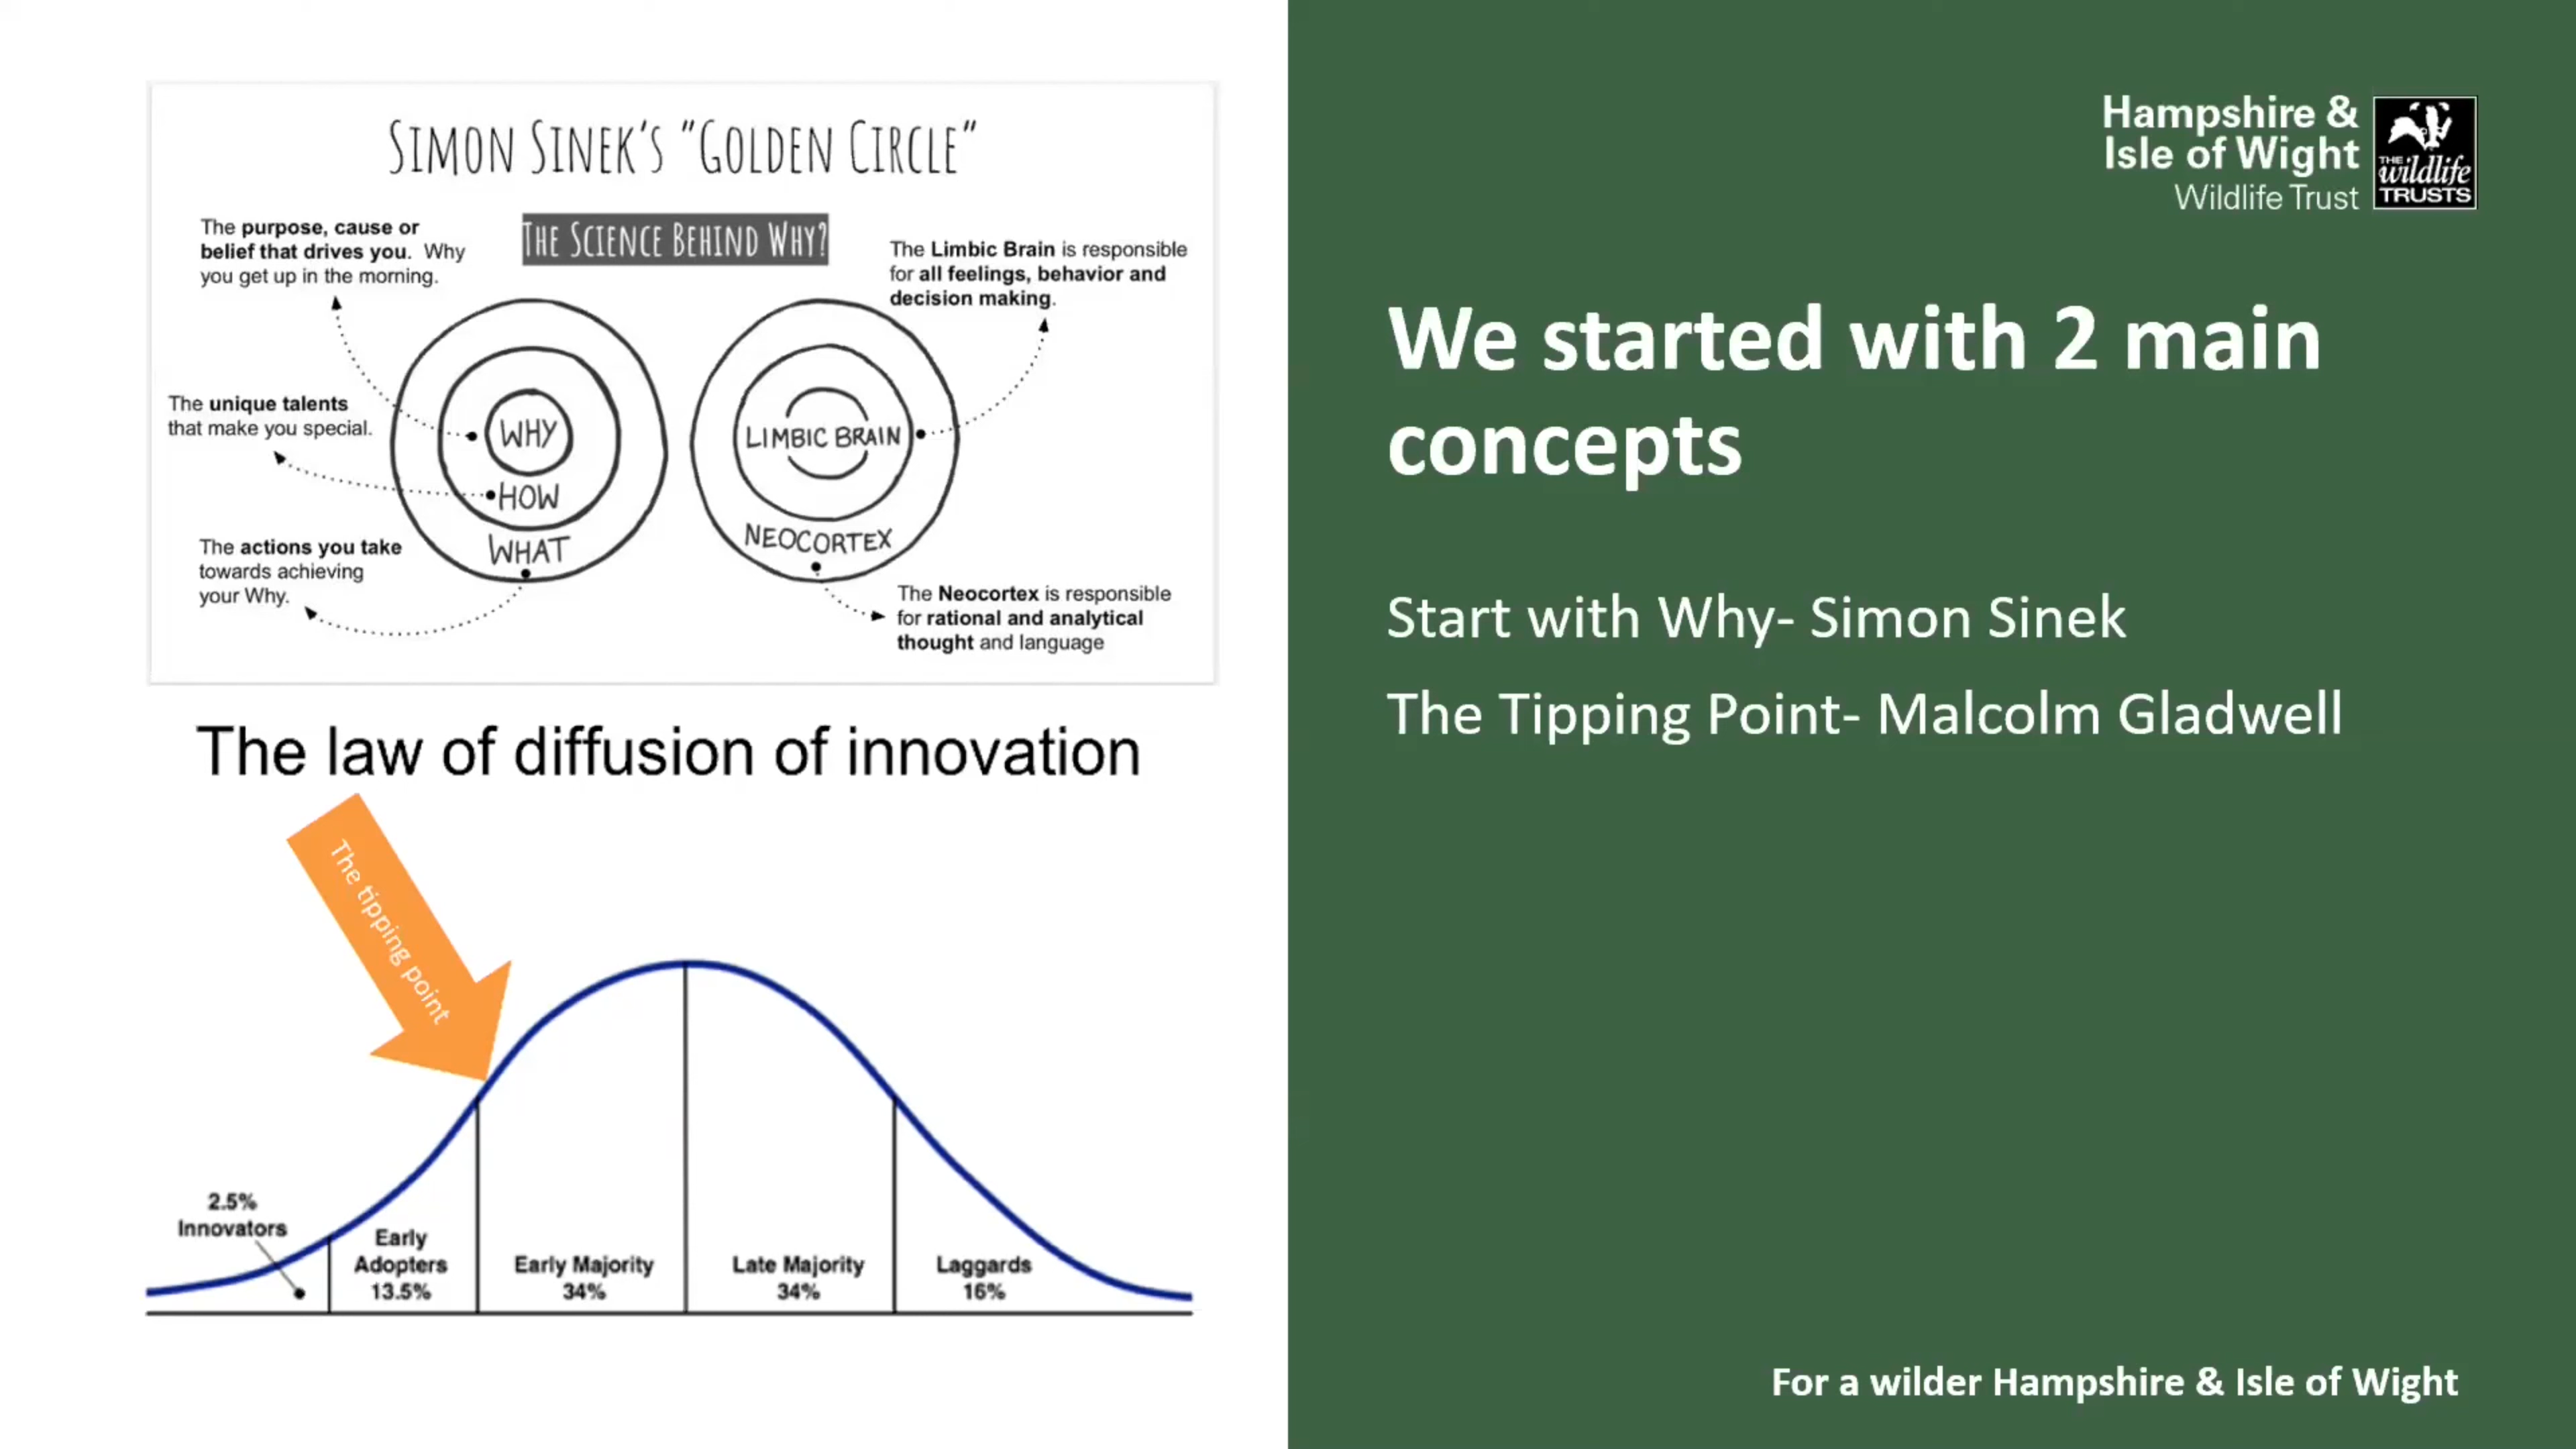 SIMON SINEK'S "GOLDEN CIRCLE"
THE SCIENCE BEHIND WHY?
The purpose, cause or
belief that drives you. Why
you get up in the morning.
The unique talents
that make you special.
The actions you take
towards achieving
your Why.
WHY
HOW
WHAT
The Limbic Brain is responsible
for all feelings, behavior and
decision making.
LIMBIC BRAIN
NEOCORTEX
The Neocortex is responsible
for rational and analytical
thought and language
The law of diffusion of innovation
The tipping point
2.5%
Innovators
Early
Adopters
13.5%
Early Majority
34%
Late Majority
34%
Laggards
16%
Hampshire &
Isle of Wight
Wildlife Trust
THE
wildlife
TRUSTS
We started with 2 main
concepts
Start with Why- Simon Sinek
The Tipping Point- Malcolm Gladwell
For a wilder Hampshire & Isle of Wight